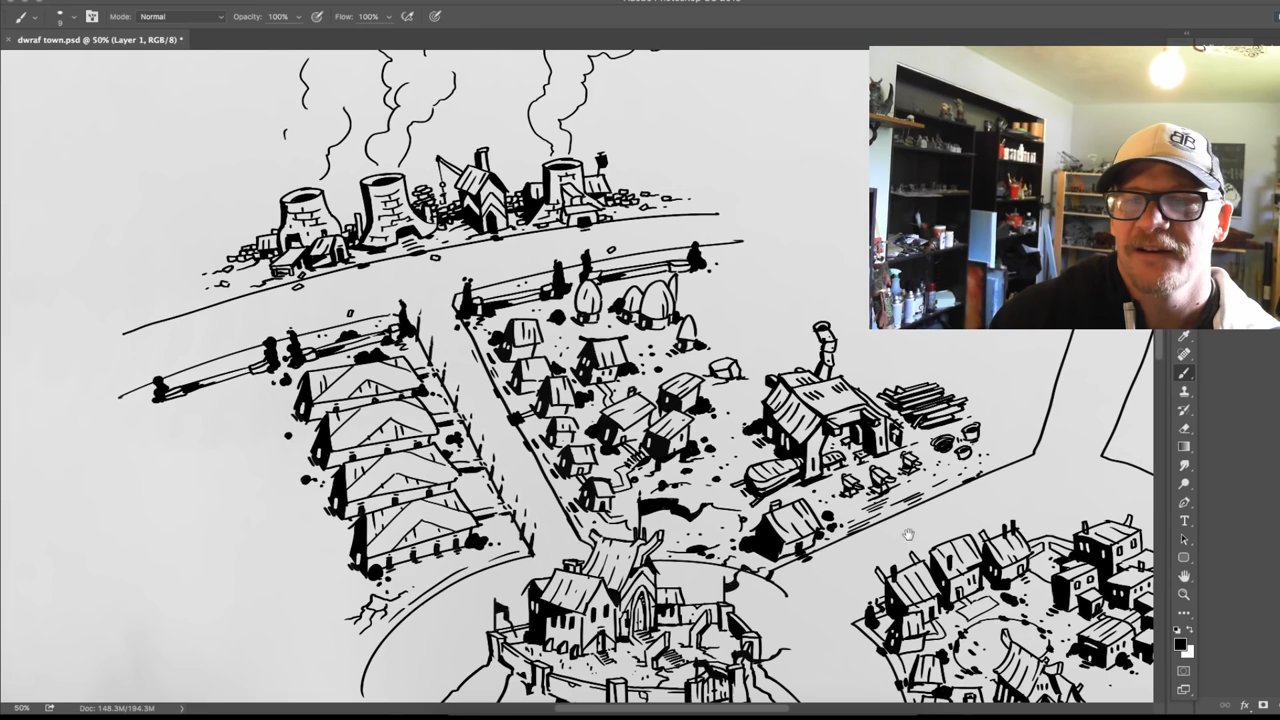 Mode: Normal Opacity: 100% Flow: 100%
dwraf town.psd @ 50% (Layer 1, RGB/8) *
9
50% Doc: 148.3M/194.3M